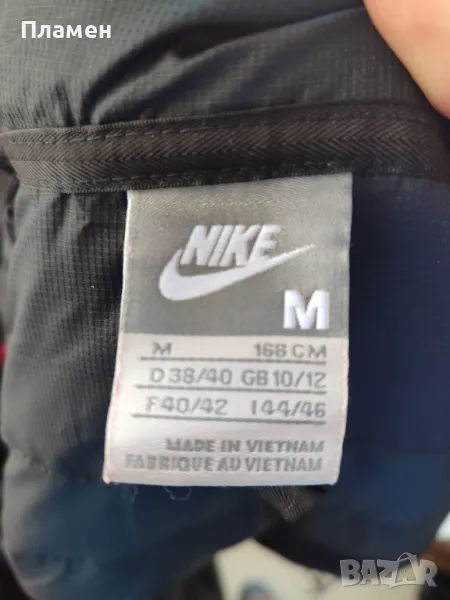 Пламен
NIKE
M
M 168 CM
D 38/40 GB 10/12
F 40/42 I 44/46
MADE IN VIETNAM
FABRIQUE AU VIETNAM
BAZAR